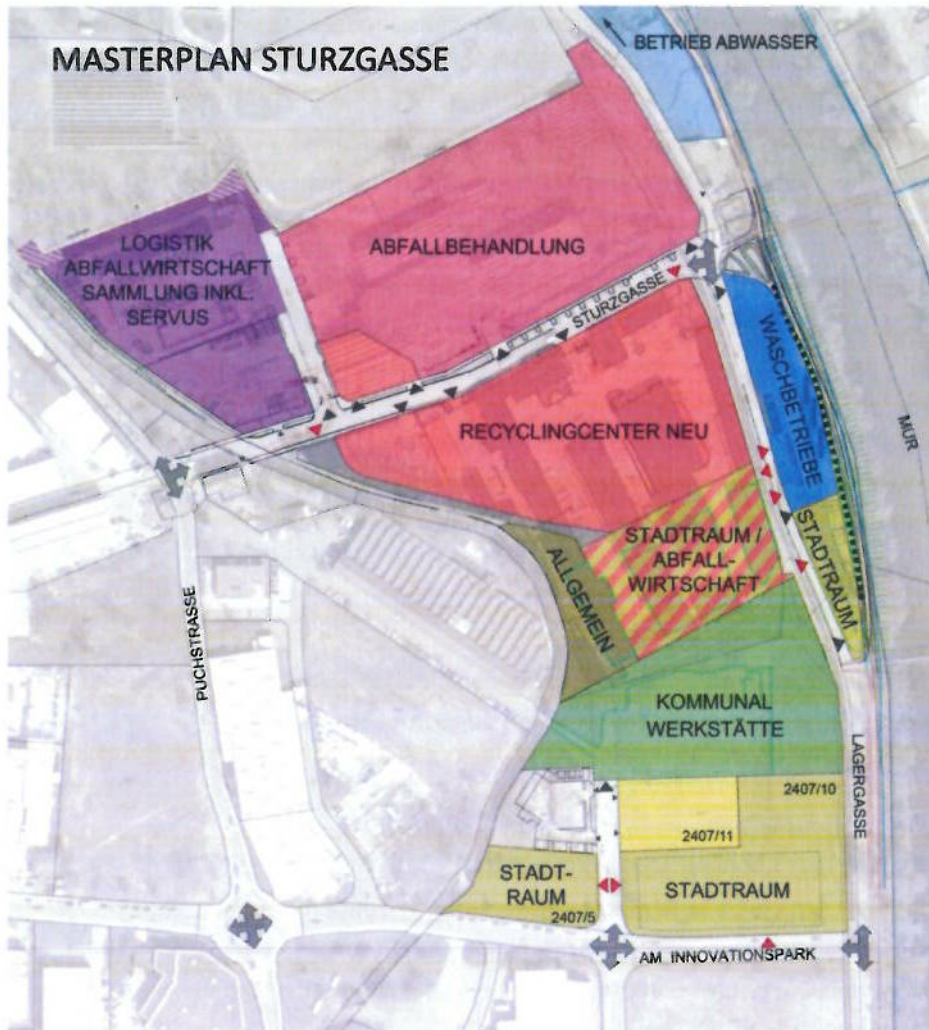 MASTERPLAN STURZGASSE
BETRIEB ABWASSER
LOGISTIK
ABFALLWIRTSCHAFT
SAMMLUNG INKL.
SERVUS
ABFALLBEHANDLUNG
STURZGASSE
RECYCLINGCENTER NEU
WASCHBETRIEBE
MUR
STADTRAUM /
ABFALL-
WIRTSCHAFT
STADTRAUM
ALLGEMEIN
PUCHSTRASSE
KOMMUNAL
WERKSTÄTTE
LAGERGASSE
2407/10
2407/11
STADT-
RAUM
2407/5
STADTRAUM
AM INNOVATIONSPARK